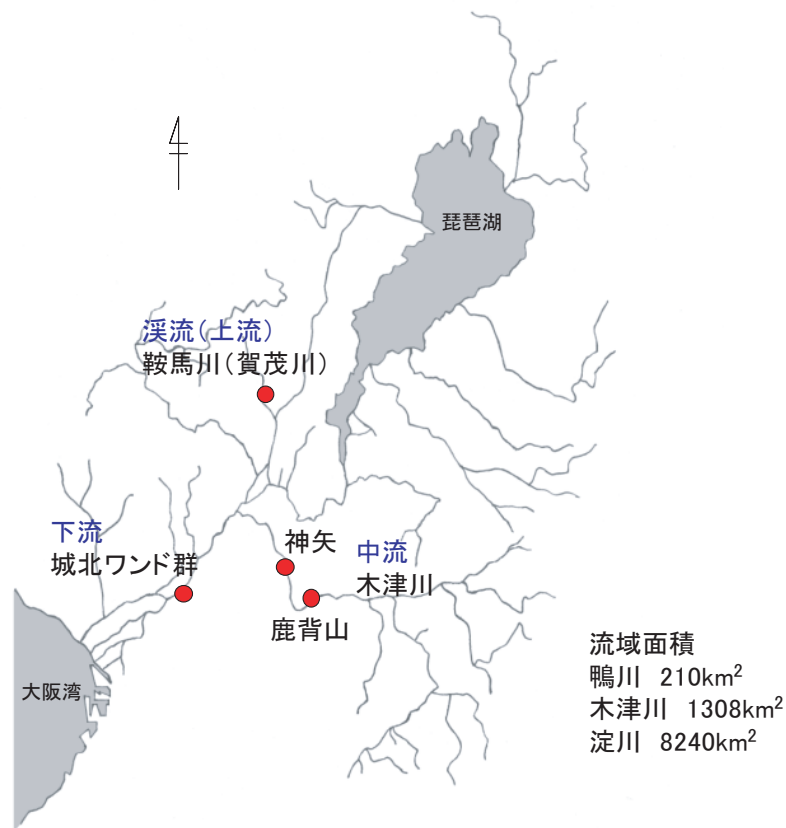 琵琶湖
渓流（上流）
鞍馬川（賀茂川）
下流
城北ワンド群
神矢
中流
木津川
鹿背山
大阪湾
流域面積
鴨川 210km²
木津川 1308km²
淀川 8240km²